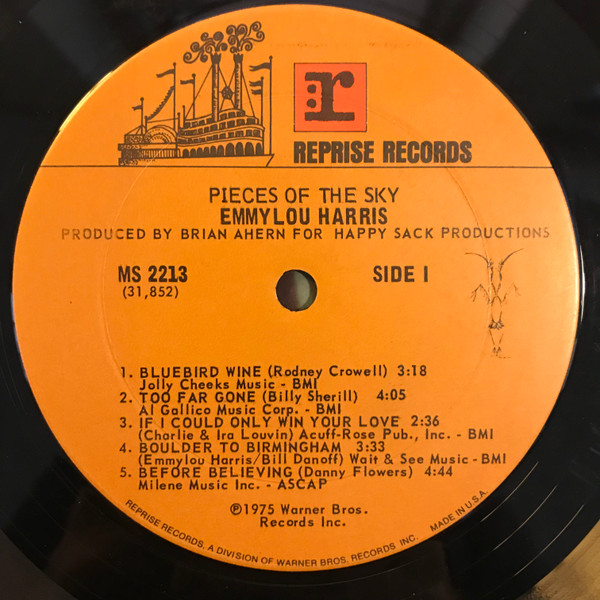 r
REPRISE RECORDS
PIECES OF THE SKY
EMMYLOU HARRIS
PRODUCED BY BRIAN AHERN FOR HAPPY SACK PRODUCTIONS
MS 2213 SIDE I
(31,852)
1. BLUEBIRD WINE (Rodney Crowell) 3:18
Jolly Cheeks Music - BMI
2. TOO FAR GONE (Billy Sherill) 4:05
Al Gallico Music Corp. - BMI
3. IF I COULD ONLY WIN YOUR LOVE 2:36
(Charlie & Ira Louvin) Acuff-Rose Pub., Inc. - BMI
4. BOULDER TO BIRMINGHAM 3:33
(Emmylou Harris/Bill Danoff) Wait & See Music - BMI
5. BEFORE BELIEVING (Danny Flowers) 4:44
Milene Music Inc. - ASCAP
℗1975 Warner Bros.
Records Inc.
REPRISE RECORDS, A DIVISION OF WARNER BROS. RECORDS INC. MADE IN U.S.A.